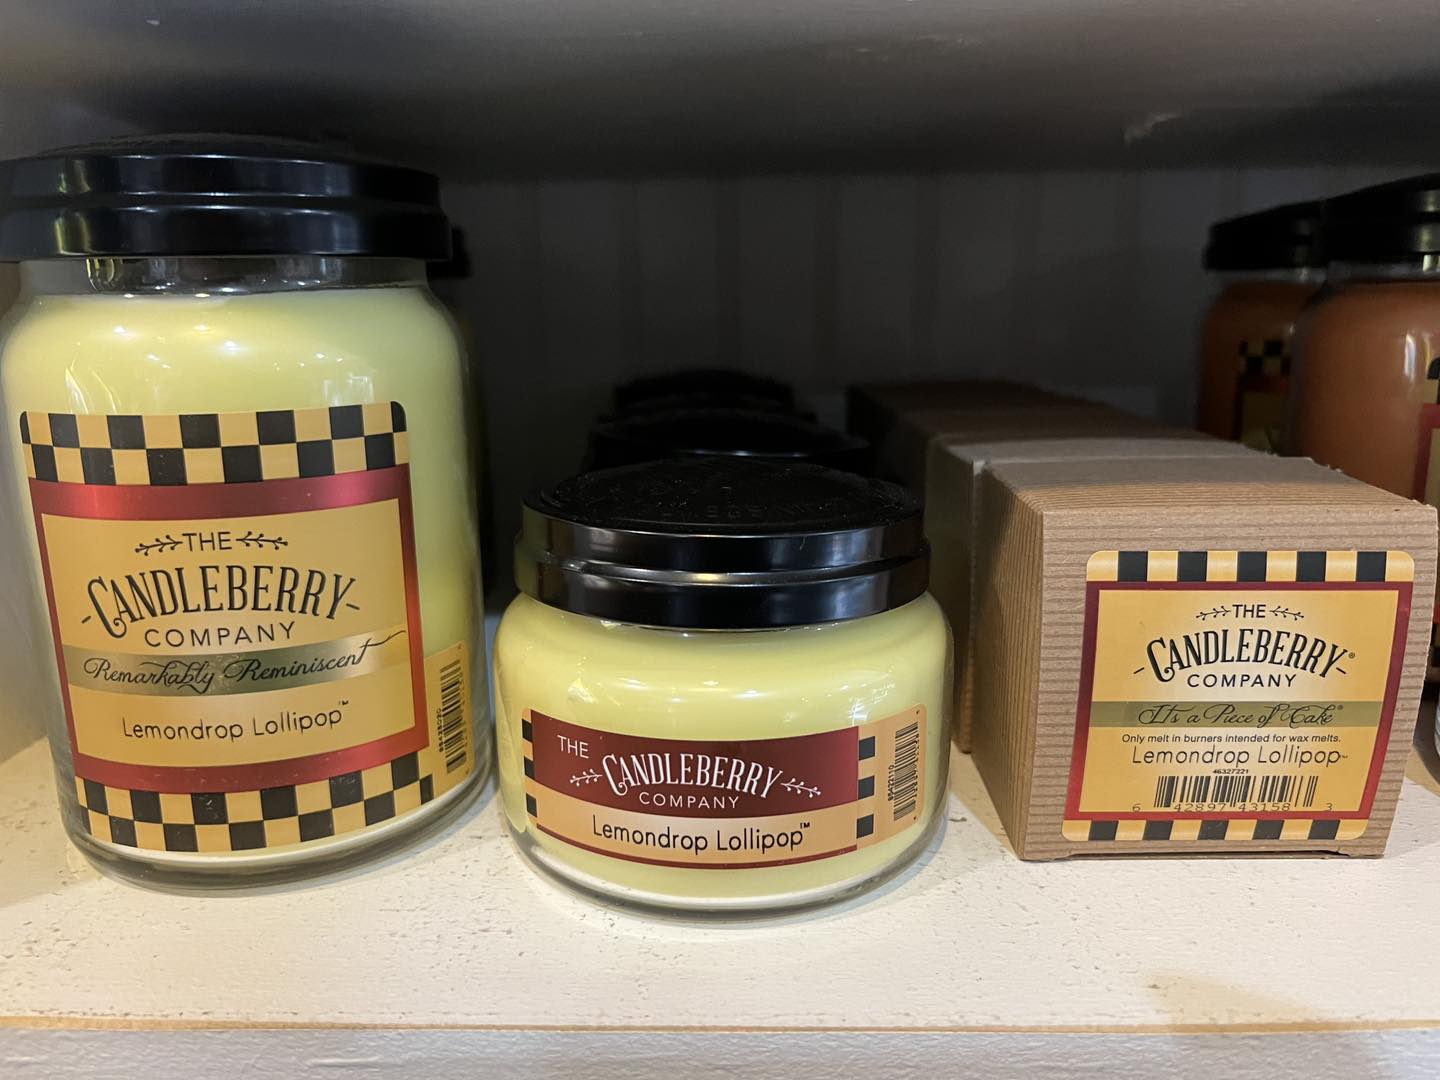 THE
CANDLEBERRY
COMPANY
Remarkably Reminiscent
Lemondrop Lollipop™
THE
CANDLEBERRY
COMPANY
Lemondrop Lollipop™
THE
CANDLEBERRY®
COMPANY
It's a Piece of Cake®
Only melt in burners intended for wax melts.
Lemondrop Lollipop™
46327221
6 42897 43158 3